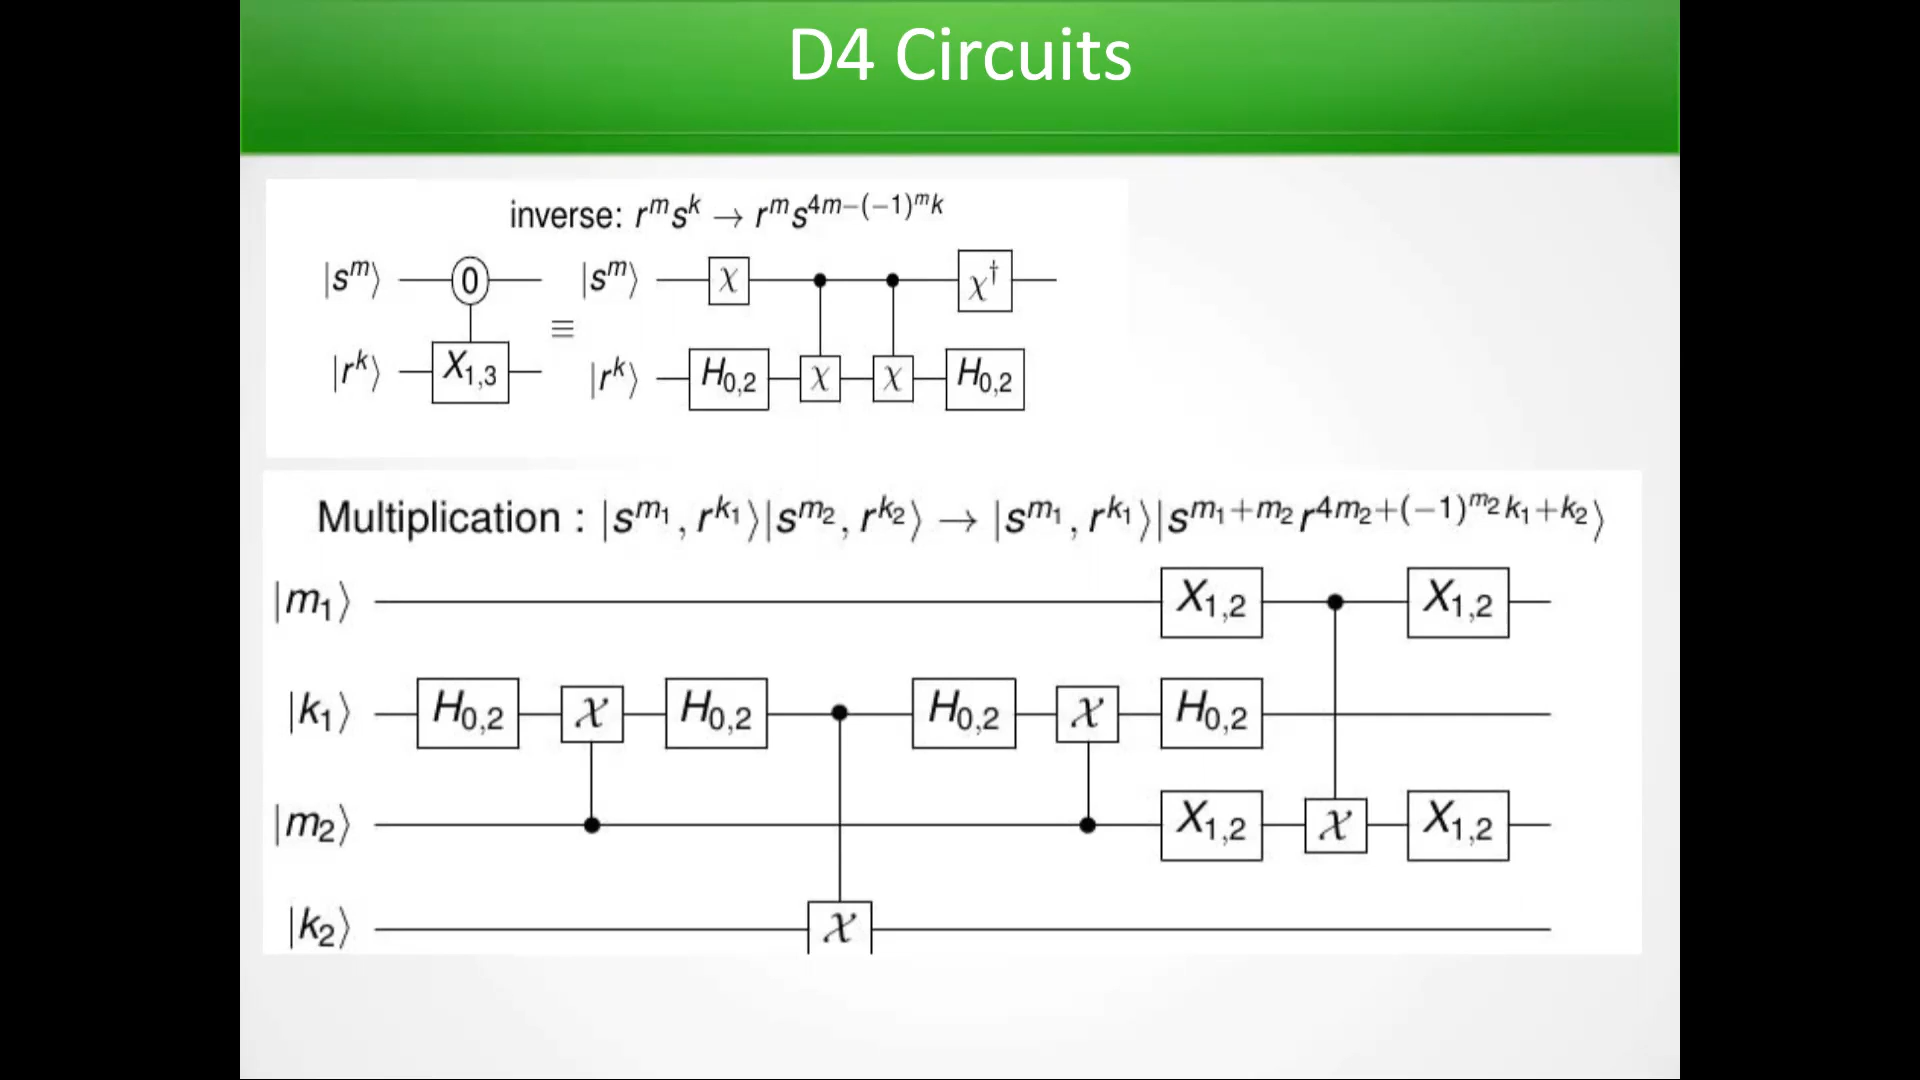 D4 Circuits
inverse: r^m s^k → r^m s^{4m−(−1)^m k}
|s^m⟩ 0 |s^m⟩ χ χ†
≡
|r^k⟩ X_{1,3} |r^k⟩ H_{0,2} χ χ H_{0,2}
Multiplication : |s^{m_1}, r^{k_1}⟩|s^{m_2}, r^{k_2}⟩ → |s^{m_1}, r^{k_1}⟩|s^{m_1+m_2} r^{4m_2+(−1)^{m_2}k_1+k_2}⟩
|m_1⟩ X_{1,2} X_{1,2}
|k_1⟩ H_{0,2} χ H_{0,2} H_{0,2} χ H_{0,2}
|m_2⟩ X_{1,2} χ X_{1,2}
|k_2⟩ χ